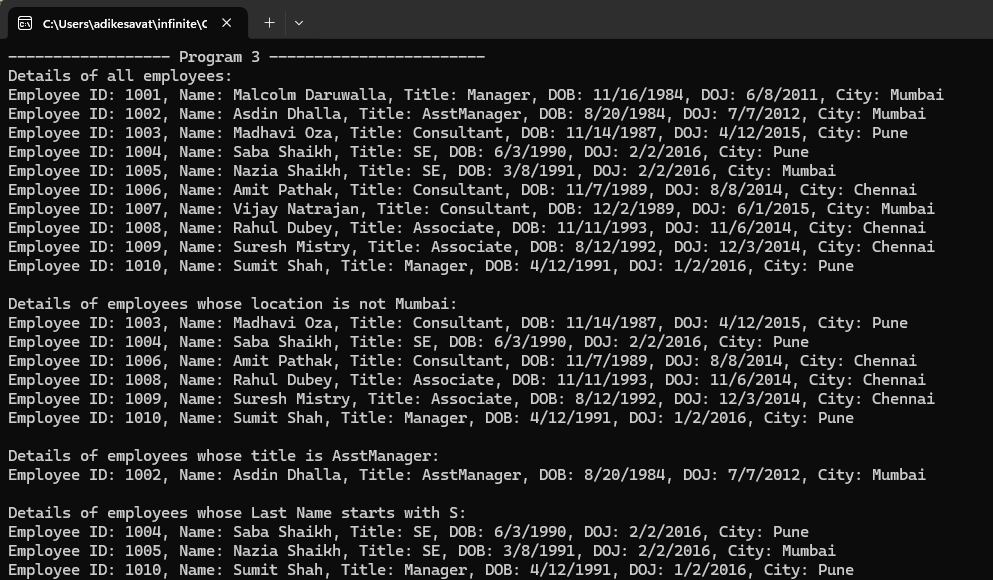 C:\Users\adikesavat\infinite\C
------------------ Program 3 ------------------------
Details of all employees:
Employee ID: 1001, Name: Malcolm Daruwalla, Title: Manager, DOB: 11/16/1984, DOJ: 6/8/2011, City: Mumbai
Employee ID: 1002, Name: Asdin Dhalla, Title: AsstManager, DOB: 8/20/1984, DOJ: 7/7/2012, City: Mumbai
Employee ID: 1003, Name: Madhavi Oza, Title: Consultant, DOB: 11/14/1987, DOJ: 4/12/2015, City: Pune
Employee ID: 1004, Name: Saba Shaikh, Title: SE, DOB: 6/3/1990, DOJ: 2/2/2016, City: Pune
Employee ID: 1005, Name: Nazia Shaikh, Title: SE, DOB: 3/8/1991, DOJ: 2/2/2016, City: Mumbai
Employee ID: 1006, Name: Amit Pathak, Title: Consultant, DOB: 11/7/1989, DOJ: 8/8/2014, City: Chennai
Employee ID: 1007, Name: Vijay Natrajan, Title: Consultant, DOB: 12/2/1989, DOJ: 6/1/2015, City: Mumbai
Employee ID: 1008, Name: Rahul Dubey, Title: Associate, DOB: 11/11/1993, DOJ: 11/6/2014, City: Chennai
Employee ID: 1009, Name: Suresh Mistry, Title: Associate, DOB: 8/12/1992, DOJ: 12/3/2014, City: Chennai
Employee ID: 1010, Name: Sumit Shah, Title: Manager, DOB: 4/12/1991, DOJ: 1/2/2016, City: Pune
Details of employees whose location is not Mumbai:
Employee ID: 1003, Name: Madhavi Oza, Title: Consultant, DOB: 11/14/1987, DOJ: 4/12/2015, City: Pune
Employee ID: 1004, Name: Saba Shaikh, Title: SE, DOB: 6/3/1990, DOJ: 2/2/2016, City: Pune
Employee ID: 1006, Name: Amit Pathak, Title: Consultant, DOB: 11/7/1989, DOJ: 8/8/2014, City: Chennai
Employee ID: 1008, Name: Rahul Dubey, Title: Associate, DOB: 11/11/1993, DOJ: 11/6/2014, City: Chennai
Employee ID: 1009, Name: Suresh Mistry, Title: Associate, DOB: 8/12/1992, DOJ: 12/3/2014, City: Chennai
Employee ID: 1010, Name: Sumit Shah, Title: Manager, DOB: 4/12/1991, DOJ: 1/2/2016, City: Pune
Details of employees whose title is AsstManager:
Employee ID: 1002, Name: Asdin Dhalla, Title: AsstManager, DOB: 8/20/1984, DOJ: 7/7/2012, City: Mumbai
Details of employees whose Last Name starts with S:
Employee ID: 1004, Name: Saba Shaikh, Title: SE, DOB: 6/3/1990, DOJ: 2/2/2016, City: Pune
Employee ID: 1005, Name: Nazia Shaikh, Title: SE, DOB: 3/8/1991, DOJ: 2/2/2016, City: Mumbai
Employee ID: 1010, Name: Sumit Shah, Title: Manager, DOB: 4/12/1991, DOJ: 1/2/2016, City: Pune